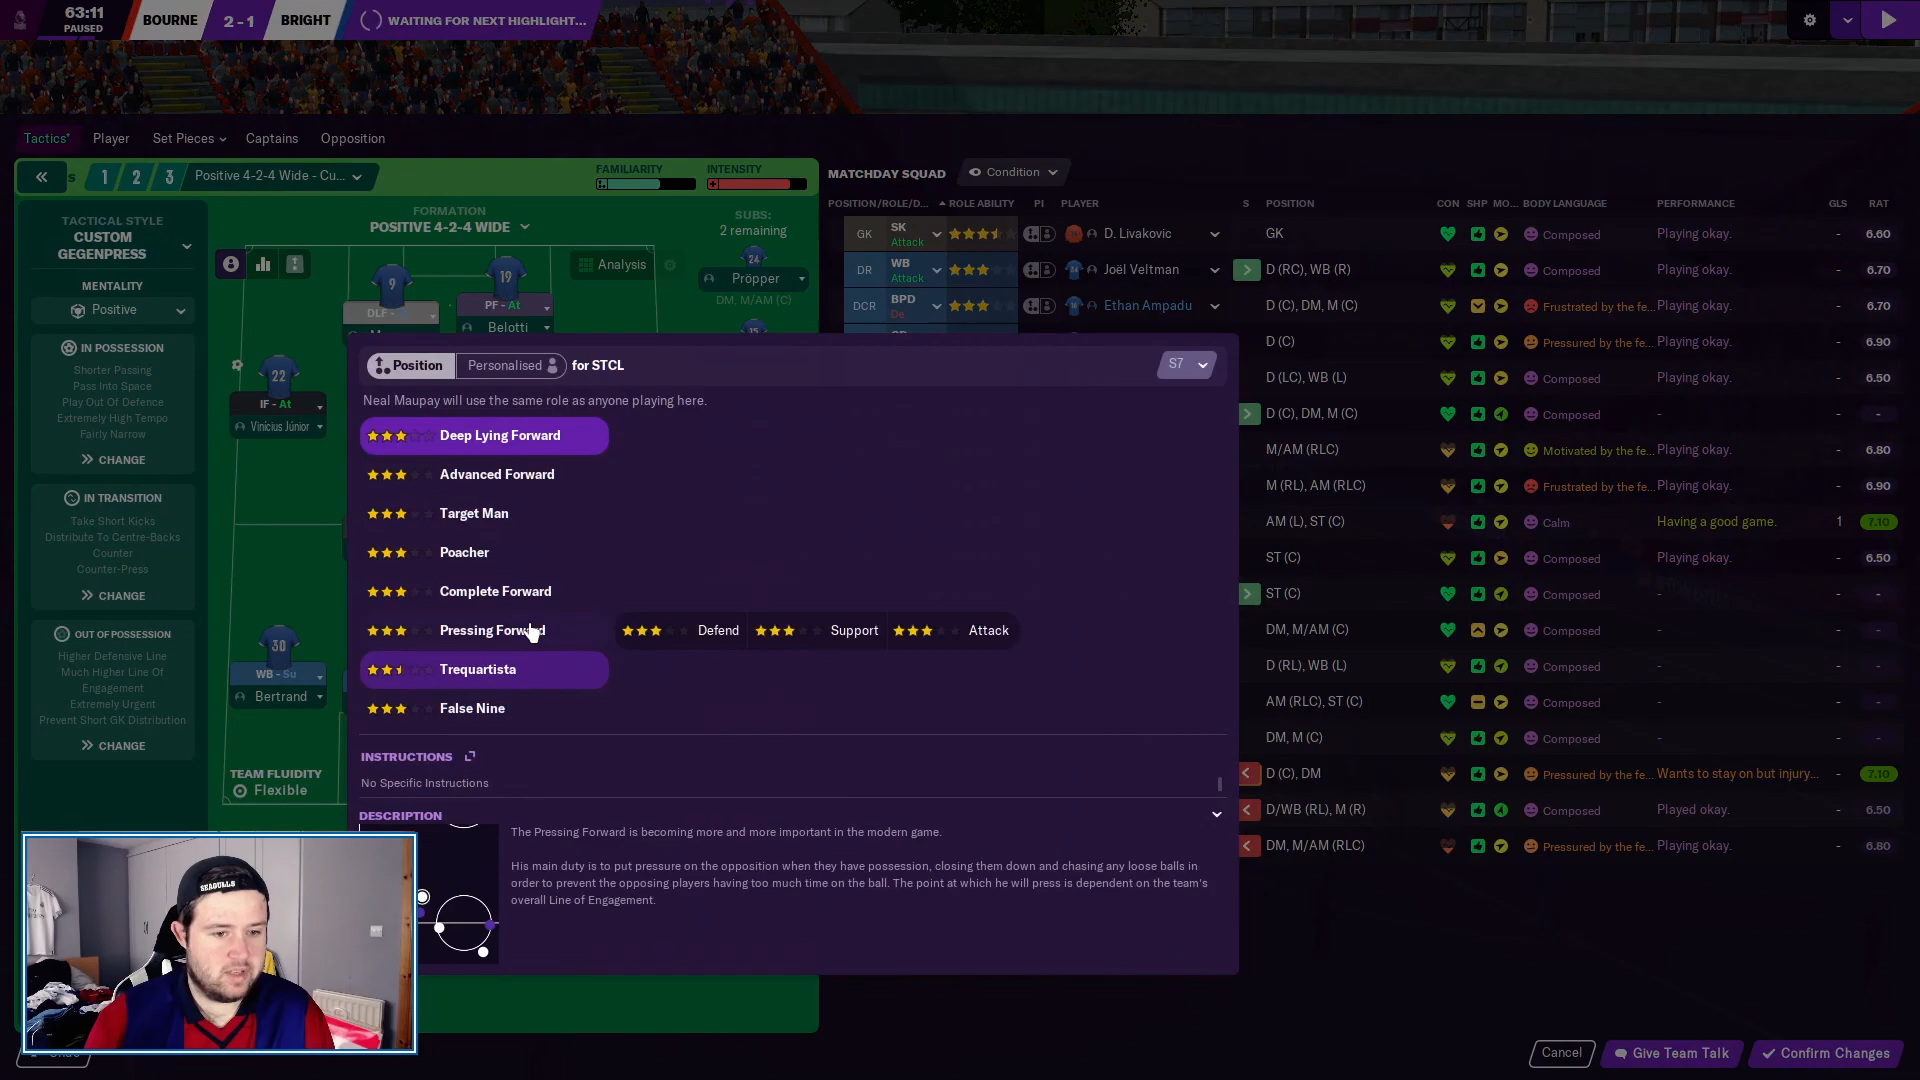 63:11
PAUSED
BOURNE
2 - 1
BRIGHT
WAITING FOR NEXT HIGHLIGHT...
Tactics*
Player
Set Pieces
Captains
Opposition
1
2
3
Positive 4-2-4 Wide - Cu...
FAMILIARITY
INTENSITY
TACTICAL STYLE
CUSTOM
GEGENPRESS
MENTALITY
Positive
IN POSSESSION
Shorter Passing
Pass Into Space
Play Out Of Defence
Extremely High Tempo
Fairly Narrow
CHANGE
IN TRANSITION
Take Short Kicks
Distribute To Centre-Backs
Counter
Counter-Press
CHANGE
OUT OF POSSESSION
Higher Defensive Line
Much Higher Line Of
Engagement
Extremely Urgent
Prevent Short GK Distribution
CHANGE
FORMATION
POSITIVE 4-2-4 WIDE
SUBS:
2 remaining
Analysis
24
Pröpper
DM, M/AM (C)
9
DLF -
19
PF - At
Belotti
22
IF - At
Vinícius Júnior
30
WB - Su
Bertrand
TEAM FLUIDITY
Flexible
MATCHDAY SQUAD
Condition
POSITION/ROLE/D... ROLE ABILITY PI PLAYER S POSITION CON SHP MO... BODY LANGUAGE PERFORMANCE GLS RAT
GK SK Attack D. Livakovic GK Composed Playing okay. - 6.60
DR WB Attack Joël Veltman D (RC), WB (R) Composed Playing okay. - 6.70
DCR BPD De Ethan Ampadu D (C), DM, M (C) Frustrated by the fe... Playing okay. - 6.70
D (C) Pressured by the fe... Playing okay. - 6.90
D (LC), WB (L) Composed Playing okay. - 6.50
D (C), DM, M (C) Composed - - -
M/AM (RLC) Motivated by the fe... Playing okay. - 6.80
M (RL), AM (RLC) Frustrated by the fe... Playing okay. - 6.90
AM (L), ST (C) Calm Having a good game. 1 7.10
ST (C) Composed Playing okay. - 6.50
ST (C) Composed - - -
DM, M/AM (C) Composed - - -
D (RL), WB (L) Composed - - -
AM (RLC), ST (C) Composed - - -
DM, M (C) Composed - - -
D (C), DM Pressured by the fe... Wants to stay on but injury... - 7.10
D/WB (RL), M (R) Composed Played okay. - 6.50
DM, M/AM (RLC) Pressured by the fe... Playing okay. - 6.80
Position
Personalised
for STCL
S7
Neal Maupay will use the same role as anyone playing here.
Deep Lying Forward
Advanced Forward
Target Man
Poacher
Complete Forward
Pressing Forward Defend Support Attack
Trequartista
False Nine
INSTRUCTIONS
No Specific Instructions
DESCRIPTION
The Pressing Forward is becoming more and more important in the modern game.
His main duty is to put pressure on the opposition when they have possession, closing them down and chasing any loose balls in
order to prevent the opposing players having too much time on the ball. The point at which he will press is dependent on the team's
overall Line of Engagement.
SEAGULLS
Cancel
Give Team Talk
Confirm Changes